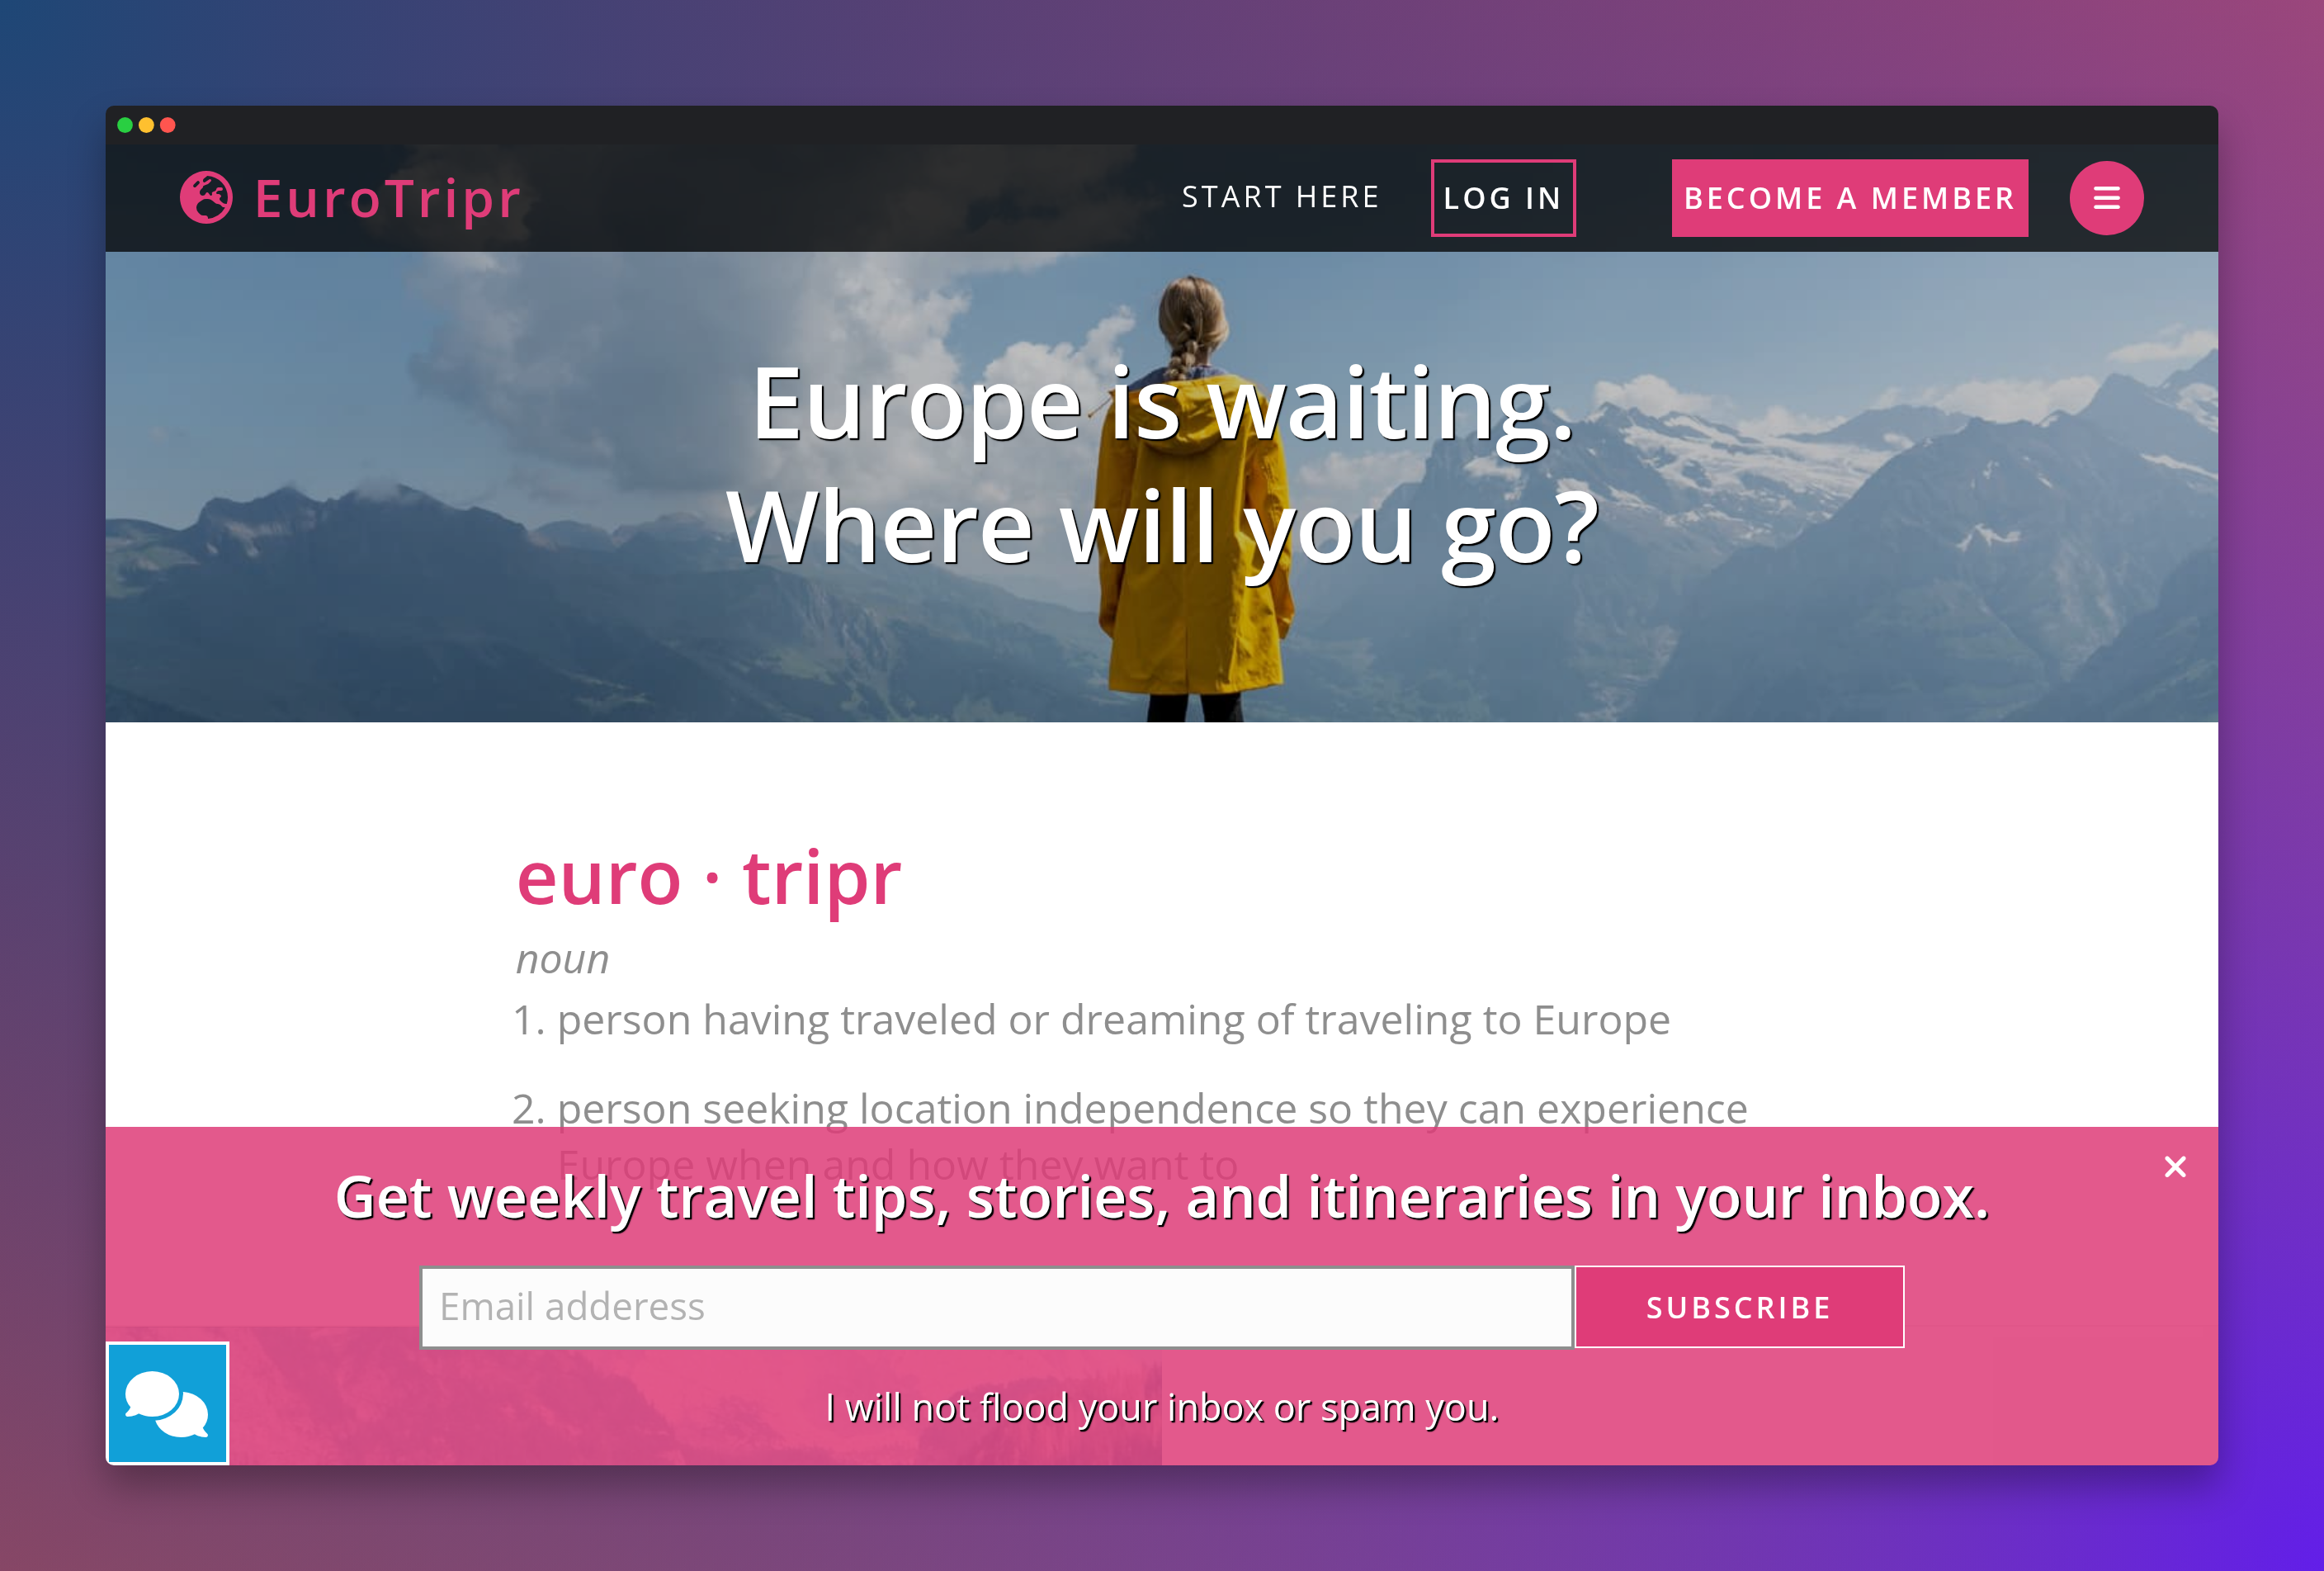 EuroTripr
START HERE
LOG IN
BECOME A MEMBER
Europe is waiting.
Where will you go?
euro · tripr
noun
1. person having traveled or dreaming of traveling to Europe
2. person seeking location independence so they can experience
Europe when and how they want to
Get weekly travel tips, stories, and itineraries in your inbox.
Email adderess
SUBSCRIBE
I will not flood your inbox or spam you.